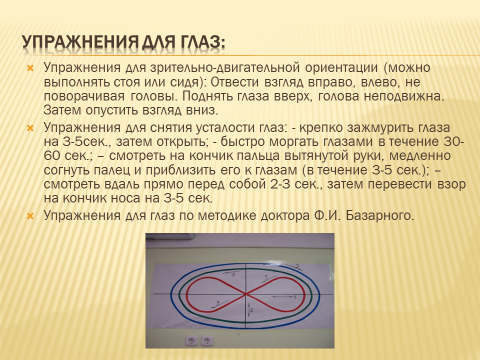 УПРАЖНЕНИЯ ДЛЯ ГЛАЗ:
Упражнения для зрительно-двигательной ориентации (можно
выполнять стоя или сидя): Отвести взгляд вправо, влево, не
поворачивая головы. Поднять глаза вверх, голова неподвижна.
Затем опустить взгляд вниз.
Упражнения для снятия усталости глаз: - крепко зажмурить глаза
на 3-5сек., затем открыть; - быстро моргать глазами в течение 30-
60 сек.; – смотреть на кончик пальца вытянутой руки, медленно
согнуть палец и приблизить его к глазам (в течение 3-5 сек.); –
смотреть вдаль прямо перед собой 2-3 сек., затем перевести взор
на кончик носа на 3-5 сек.
Упражнения для глаз по методике доктора Ф.И. Базарного.